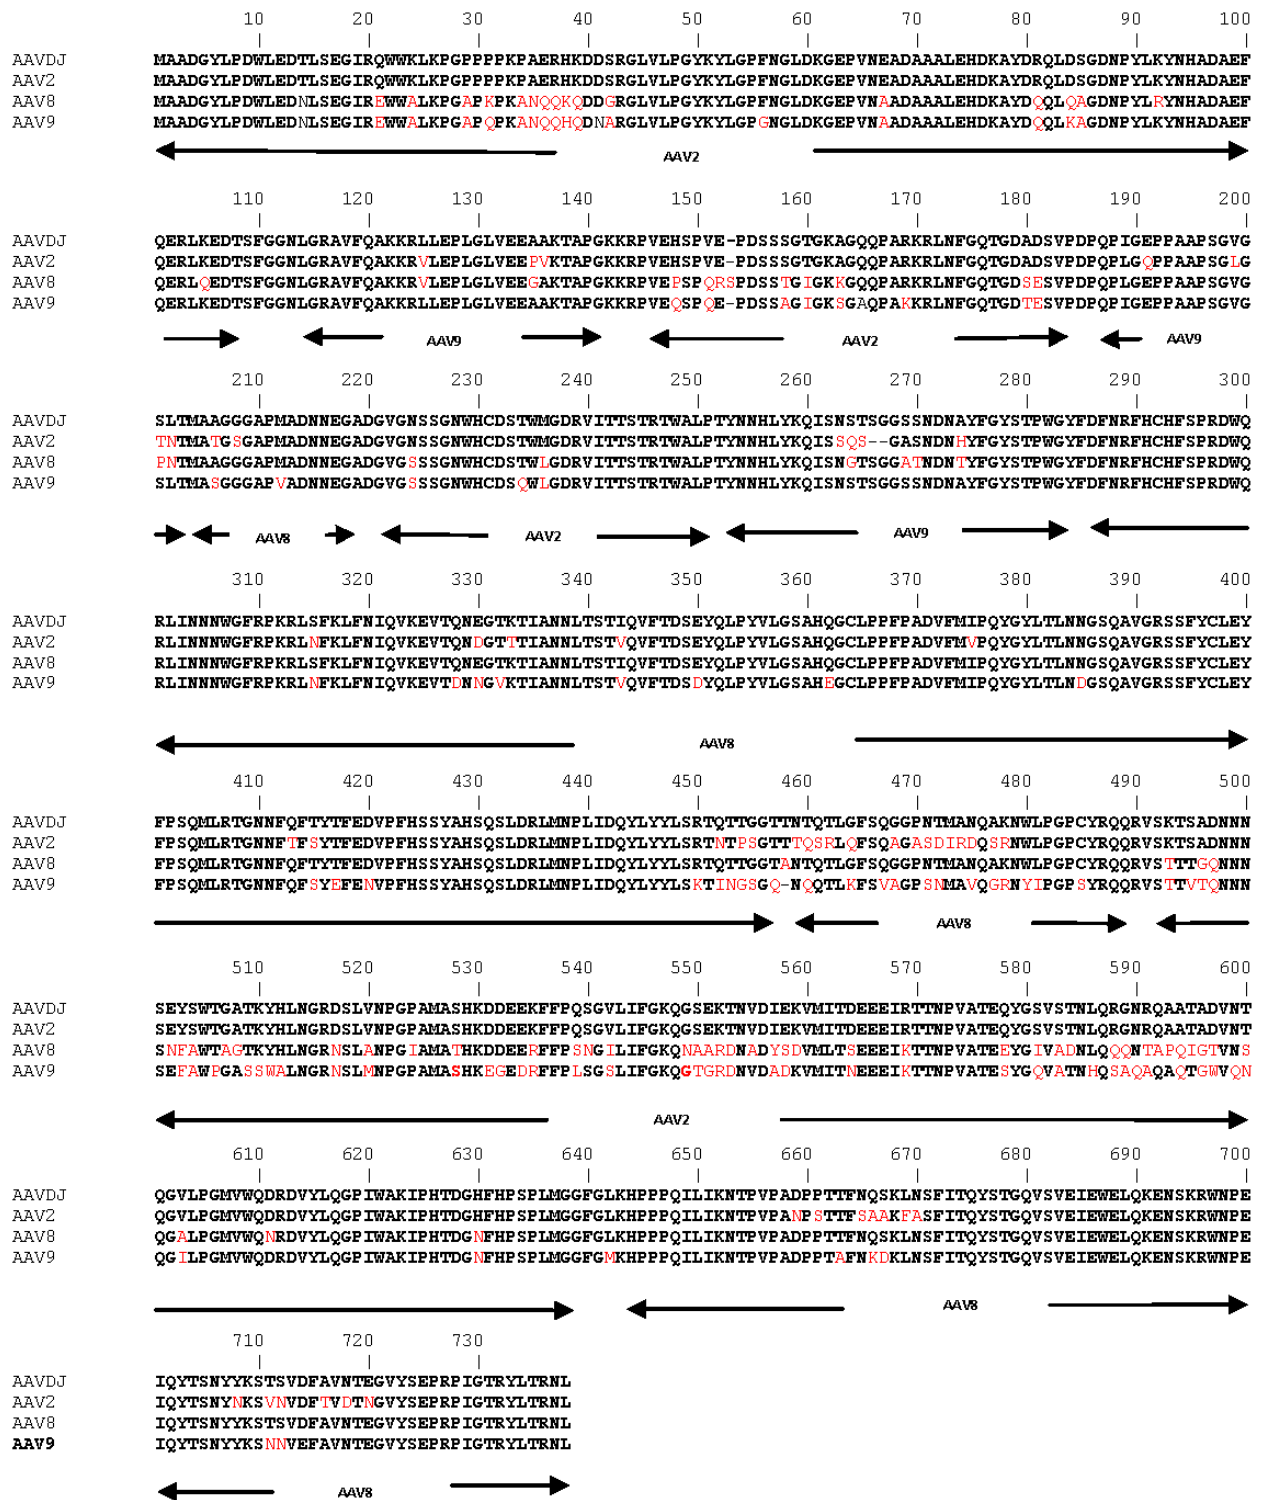 10 20 30 40 50 60 70 80 90 100
AAVDJ MAADGYLPDWLEDTLSEGIRQWWKLKPGPPPPKPAERHKDDSRGLVLPGYKYLGPFNGLDKGEPVNEADAAALEHDKAYDRQLDSGDNPYLKYNHADAEF
AAV2 MAADGYLPDWLEDTLSEGIRQWWKLKPGPPPPKPAERHKDDSRGLVLPGYKYLGPFNGLDKGEPVNEADAAALEHDKAYDRQLDSGDNPYLKYNHADAEF
AAV8 MAADGYLPDWLEDNLSEGIREWWALKPGAPKPKANQQKQDDGRGLVLPGYKYLGPFNGLDKGEPVNAADAAALEHDKAYDQQLQAGDNPYLRYNHADAEF
AAV9 MAADGYLPDWLEDNLSEGIREWWALKPGAPQPKANQQHQDNARGLVLPGYKYLGPGNGLDKGEPVNAADAAALEHDKAYDQQLKAGDNPYLKYNHADAEF
AAV2
110 120 130 140 150 160 170 180 190 200
AAVDJ QERLKEDTSFGGNLGRAVFQAKKRLLEPLGLVEEAAKTAPGKKRPVEHSPVE-PDSSSGTGKAGQQPARKRLNFGQTGDADSVPDPQPIGEPPAAPSGVG
AAV2 QERLKEDTSFGGNLGRAVFQAKKRVLEPLGLVEEPVKTAPGKKRPVEHSPVE-PDSSSGTGKAGQQPARKRLNFGQTGDADSVPDPQPLGQPPAAPSGLG
AAV8 QERLQEDTSFGGNLGRAVFQAKKRVLEPLGLVEEGAKTAPGKKRPVEPSPQRSPDSSTGIGKKGQQPARKRLNFGQTGDSESVPDPQPLGEPPAAPSGVG
AAV9 QERLKEDTSFGGNLGRAVFQAKKRLLEPLGLVEEAAKTAPGKKRPVEQSPQE-PDSSAGIGKSGAQPAKKRLNFGQTGDTESVPDPQPIGEPPAAPSGVG
AAV9 AAV2 AAV9
210 220 230 240 250 260 270 280 290 300
AAVDJ SLTMAAGGGAPMADNNEGADGVGNSSGNWHCDSTWMGDRVITTSTRTWALPTYNNHLYKQISNSTSGGSSNDNAYFGYSTPWGYFDFNRFHCHFSPRDWQ
AAV2 TNTMATGSGAPMADNNEGADGVGNSSGNWHCDSTWMGDRVITTSTRTWALPTYNNHLYKQISSQS--GASNDNHYFGYSTPWGYFDFNRFHCHFSPRDWQ
AAV8 PNTMAAGGGAPMADNNEGADGVGSSSGNWHCDSTWLGDRVITTSTRTWALPTYNNHLYKQISNGTSGGATNDNTYFGYSTPWGYFDFNRFHCHFSPRDWQ
AAV9 SLTMASGGGAPVADNNEGADGVGSSSGNWHCDSQWLGDRVITTSTRTWALPTYNNHLYKQISNSTSGGSSNDNAYFGYSTPWGYFDFNRFHCHFSPRDWQ
AAV8 AAV2 AAV9
310 320 330 340 350 360 370 380 390 400
AAVDJ RLINNNWGFRPKRLSFKLFNIQVKEVTQNEGTKTIANNLTSTIQVFTDSEYQLPYVLGSAHQGCLPPFPADVFMIPQYGYLTLNNGSQAVGRSSFYCLEY
AAV2 RLINNNWGFRPKRLNFKLFNIQVKEVTQNDGTTTIANNLTSTVQVFTDSEYQLPYVLGSAHQGCLPPFPADVFMVPQYGYLTLNNGSQAVGRSSFYCLEY
AAV8 RLINNNWGFRPKRLSFKLFNIQVKEVTQNEGTKTIANNLTSTIQVFTDSEYQLPYVLGSAHQGCLPPFPADVFMIPQYGYLTLNNGSQAVGRSSFYCLEY
AAV9 RLINNNWGFRPKRLNFKLFNIQVKEVTDNNGVKTIANNLTSTVQVFTDSDYQLPYVLGSAHEGCLPPFPADVFMIPQYGYLTLNDGSQAVGRSSFYCLEY
AAV8
410 420 430 440 450 460 470 480 490 500
AAVDJ FPSQMLRTGNNFQFTYTFEDVPFHSSYAHSQSLDRLMNPLIDQYLYYLSRTQTTGGTTNTQTLGFSQGGPNTMANQAKNWLPGPCYRQQRVSKTSADNNN
AAV2 FPSQMLRTGNNFTFSYTFEDVPFHSSYAHSQSLDRLMNPLIDQYLYYLSRTNTPSGTTTQSRLQFSQAGASDIRDQSRNWLPGPCYRQQRVSKTSADNNN
AAV8 FPSQMLRTGNNFQFTYTFEDVPFHSSYAHSQSLDRLMNPLIDQYLYYLSRTQTTGGTANTQTLGFSQGGPNTMANQAKNWLPGPCYRQQRVSTTTGQNNN
AAV9 FPSQMLRTGNNFQFSYEFENVPFHSSYAHSQSLDRLMNPLIDQYLYYLSKTINGSGQ-NQQTLKFSVAGPSNMAVQGRNYIPGPSYRQQRVSTTVTQNNN
AAV8
510 520 530 540 550 560 570 580 590 600
AAVDJ SEYSWTGATKYHLNGRDSLVNPGPAMASHKDDEEKFFPQSGVLIFGKQGSEKTNVDIEKVMITDEEEIRTTNPVATEQYGSVSTNLQRGNRQAATADVNT
AAV2 SEYSWTGATKYHLNGRDSLVNPGPAMASHKDDEEKFFPQSGVLIFGKQGSEKTNVDIEKVMITDEEEIRTTNPVATEQYGSVSTNLQRGNRQAATADVNT
AAV8 SNFAWTAGTKYHLNGRNSLANPGIAMATHKDDEERFFPSNGILIFGKQNAARDNADYSDVMLTSEEEIKTTNPVATEEYGIVADNLQQQNTAPQIGTVNS
AAV9 SEFAWPGASSWALNGRNSLMNPGPAMASHKEGEDRFFPLSGSLIFGKQGTGRDNVDADKVMITNEEEIKTTNPVATESYGQVATNHQSAQAQAQTGWVQN
AAV2
610 620 630 640 650 660 670 680 690 700
AAVDJ QGVLPGMVWQDRDVYLQGPIWAKIPHTDGHFHPSPLMGGFGLKHPPPQILIKNTPVPADPPTTFNQSKLNSFITQYSTGQVSVEIEWELQKENSKRWNPE
AAV2 QGVLPGMVWQDRDVYLQGPIWAKIPHTDGHFHPSPLMGGFGLKHPPPQILIKNTPVPANPSTTFSAAKFASFITQYSTGQVSVEIEWELQKENSKRWNPE
AAV8 QGALPGMVWQNRDVYLQGPIWAKIPHTDGNFHPSPLMGGFGLKHPPPQILIKNTPVPADPPTTFNQSKLNSFITQYSTGQVSVEIEWELQKENSKRWNPE
AAV9 QGILPGMVWQDRDVYLQGPIWAKIPHTDGNFHPSPLMGGFGMKHPPPQILIKNTPVPADPPTAFNKDKLNSFITQYSTGQVSVEIEWELQKENSKRWNPE
AAV8
710 720 730
AAVDJ IQYTSNYYKSTSVDFAVNTEGVYSEPRPIGTRYLTRNL
AAV2 IQYTSNYNKSVNVDFTVDTNGVYSEPRPIGTRYLTRNL
AAV8 IQYTSNYYKSTSVDFAVNTEGVYSEPRPIGTRYLTRNL
AAV9 IQYTSNYYKSNNVEFAVNTEGVYSEPRPIGTRYLTRNL
AAV8